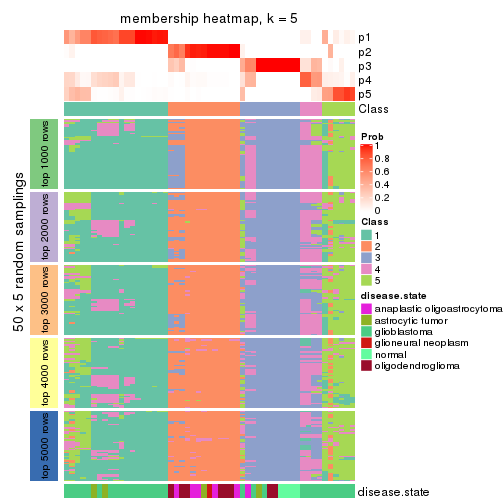 membership heatmap, k = 5
p1
p2
p3
p4
p5
Class
50 x 5 random samplings
top 1000 rows
top 2000 rows
top 3000 rows
top 4000 rows
top 5000 rows
disease.state
Prob
1
0.8
0.6
0.4
0.2
0
Class
1
2
3
4
5
disease.state
anaplastic oligoastrocytoma
astrocytic tumor
glioblastoma
glioneural neoplasm
normal
oligodendroglioma